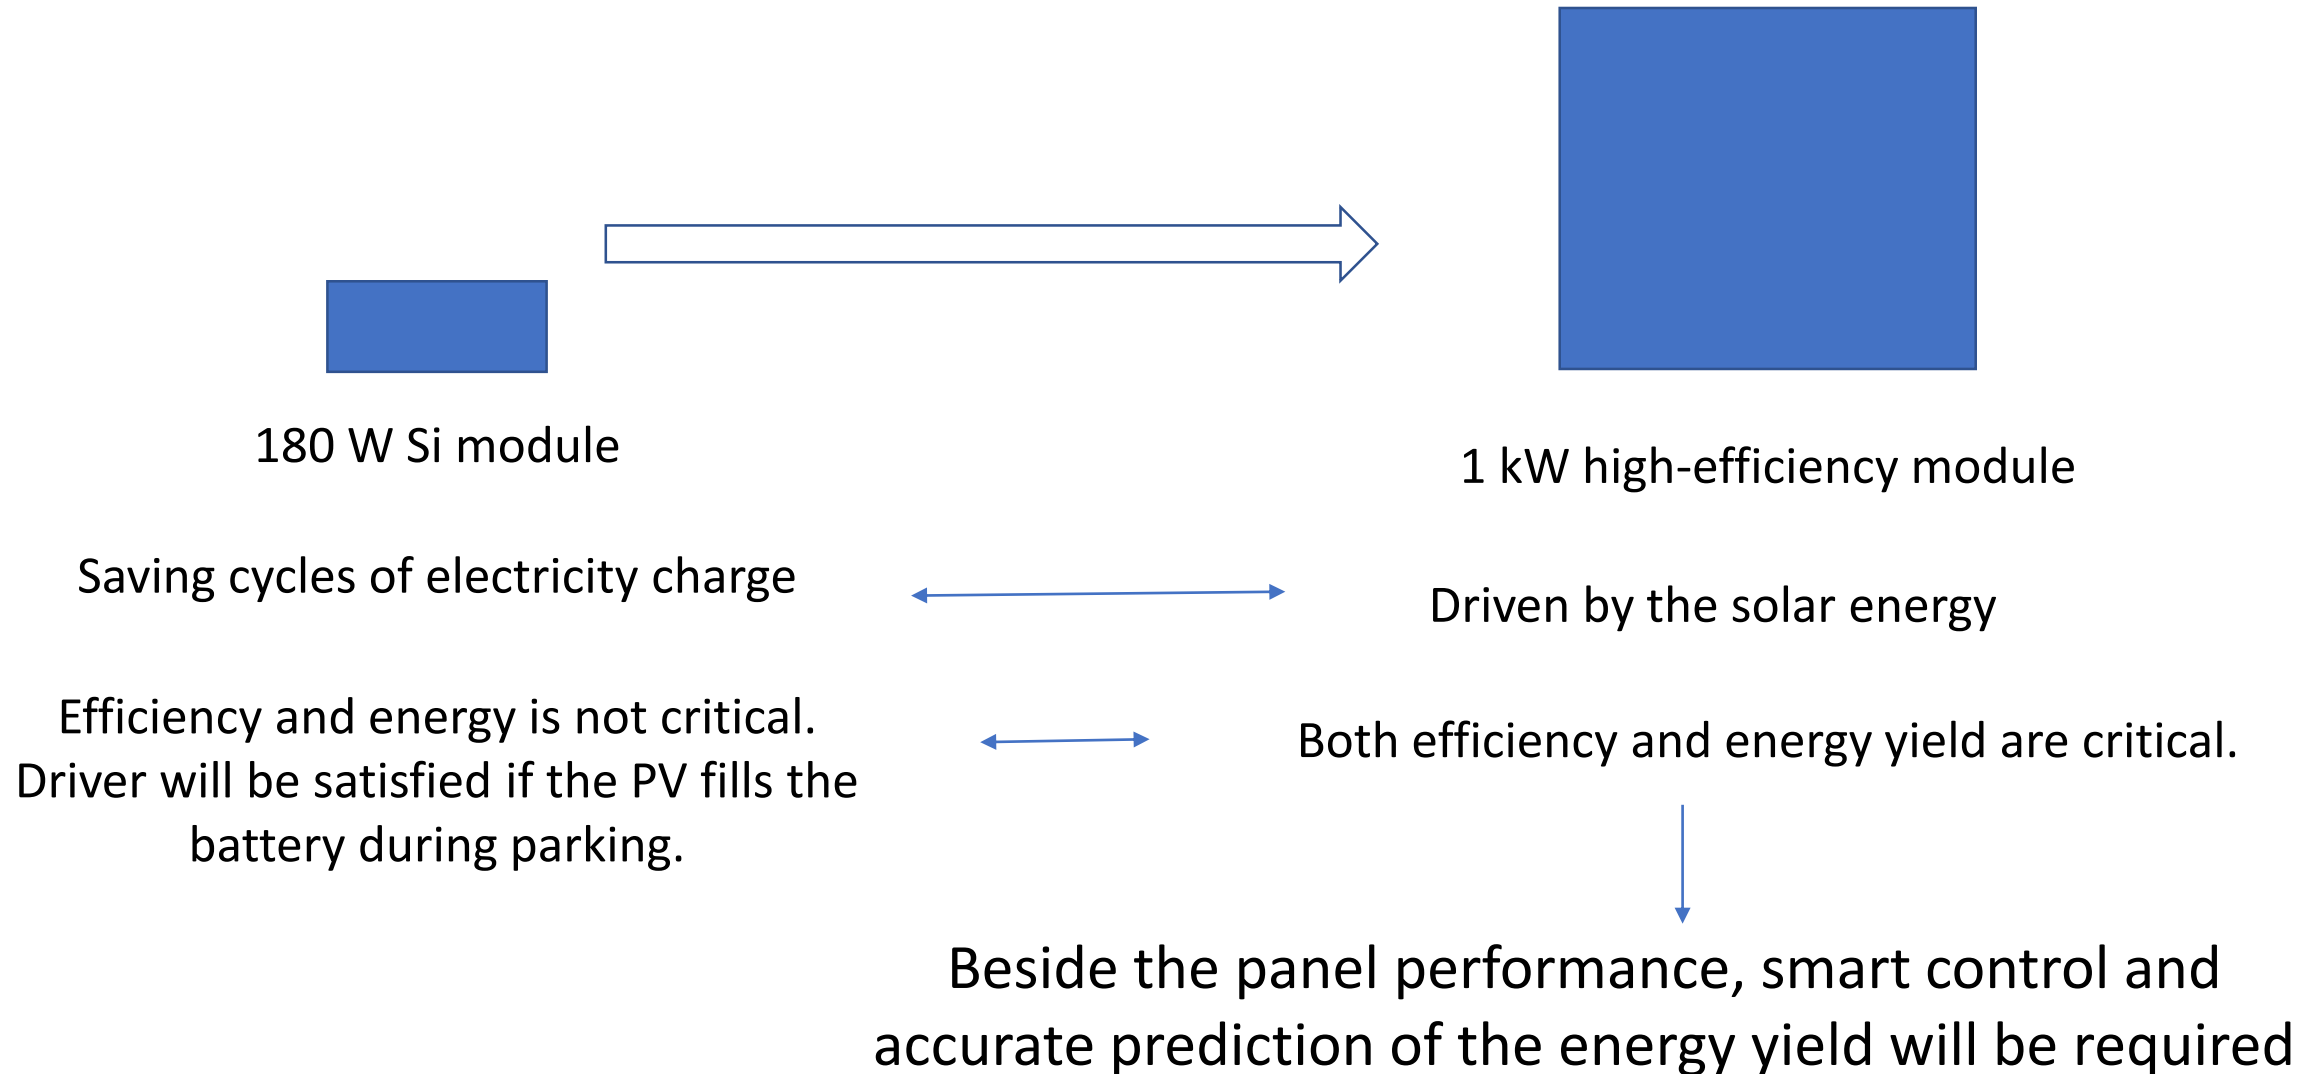 180 W Si module
1 kW high-efficiency module
Saving cycles of electricity charge
Driven by the solar energy
Efficiency and energy is not critical.
Driver will be satisfied if the PV fills the
battery during parking.
Both efficiency and energy yield are critical.
Beside the panel performance, smart control and
accurate prediction of the energy yield will be required